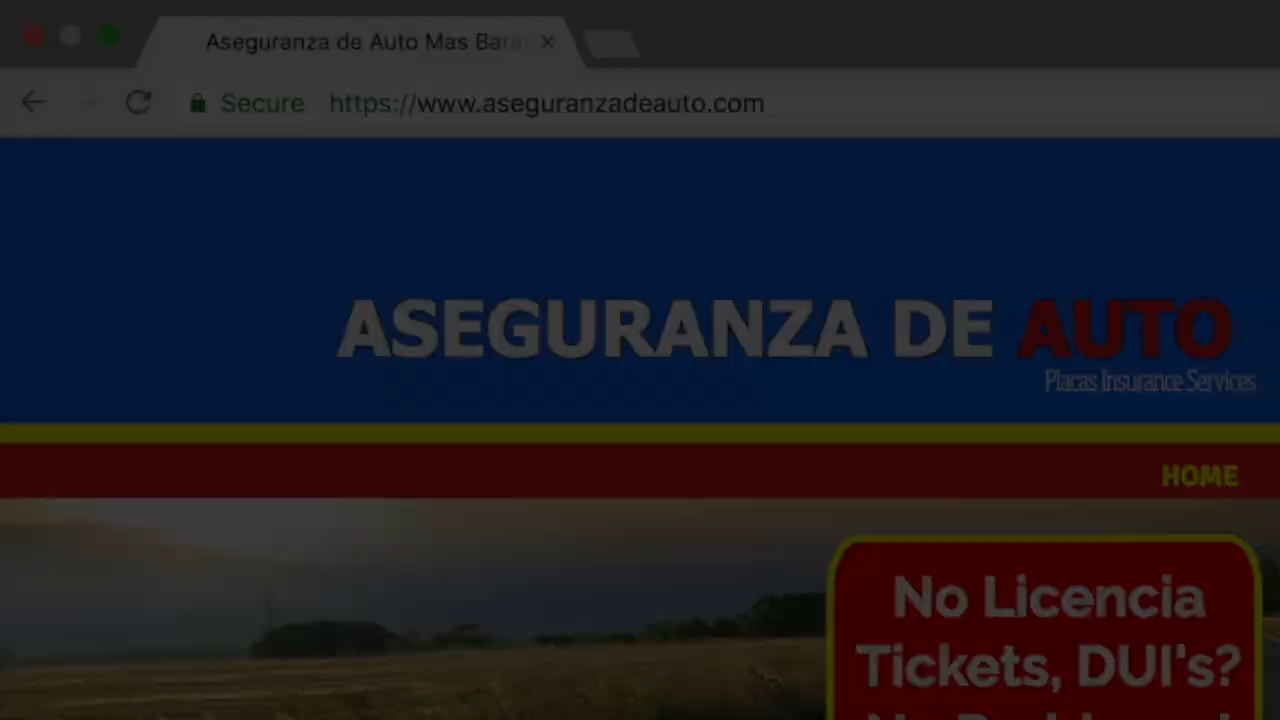 Aseguranza de Auto Mas Bara
Secure https://www.aseguranzadeauto.com
ASEGURANZA DE AUTO
Placas Insurance Services
HOME
No Licencia
Tickets, DUI's?